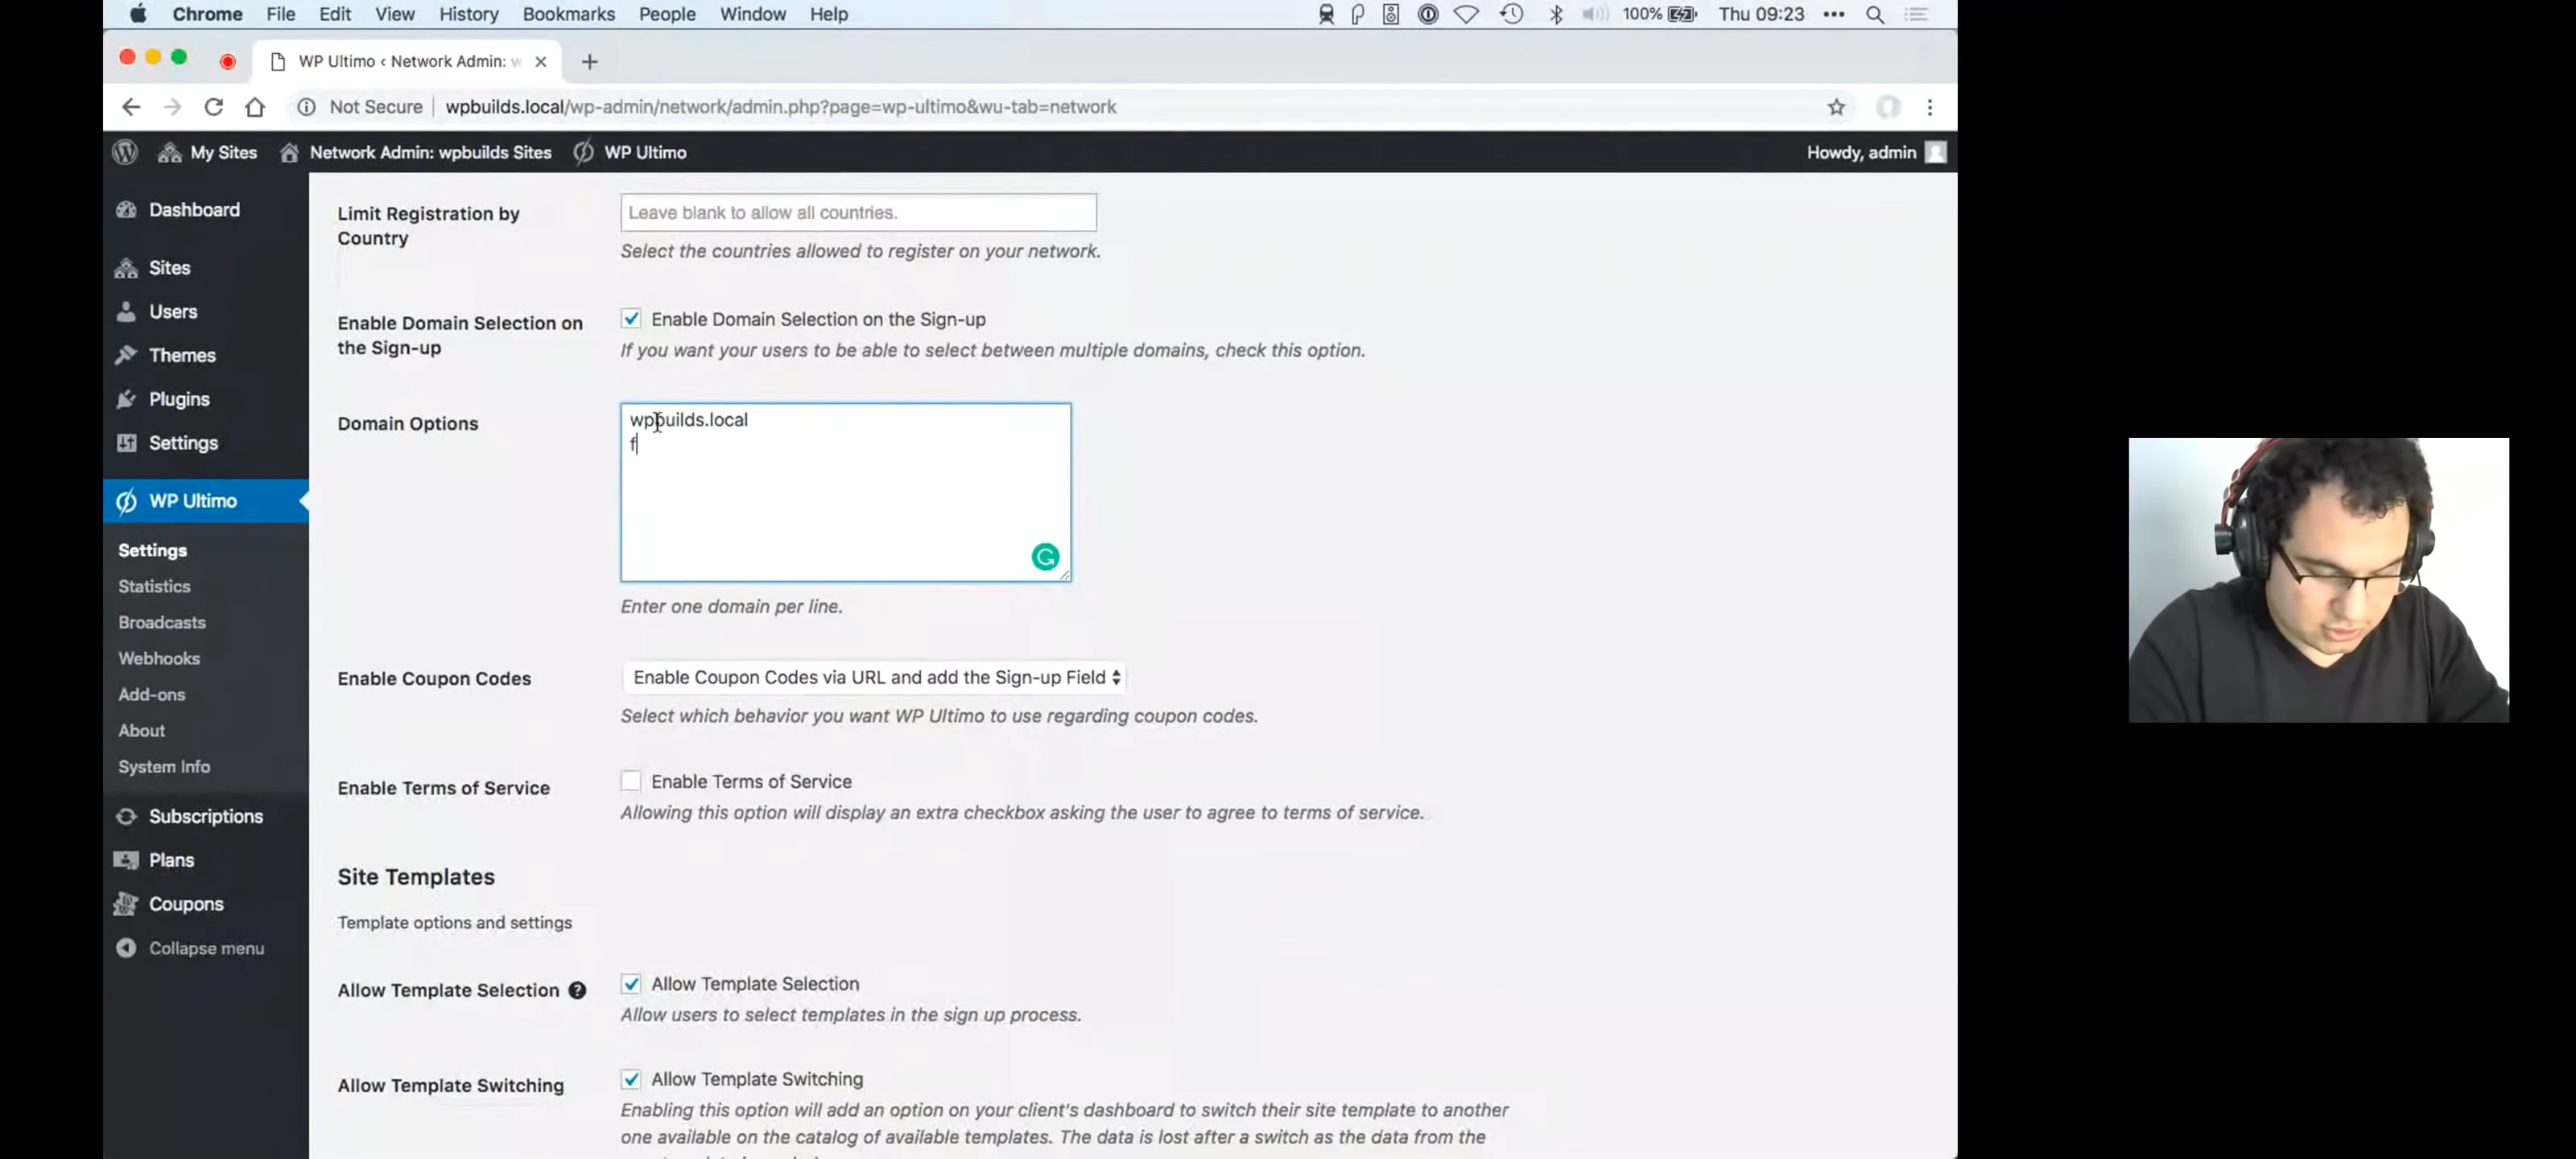 Chrome File Edit View History Bookmarks People Window Help 100% Thu 09:23
WP Ultimo ‹ Network Admin: w
Not Secure wpbuilds.local/wp-admin/network/admin.php?page=wp-ultimo&wu-tab=network
My Sites Network Admin: wpbuilds Sites WP Ultimo Howdy, admin
Dashboard
Sites
Users
Themes
Plugins
Settings
WP Ultimo
Settings
Statistics
Broadcasts
Webhooks
Add-ons
About
System Info
Subscriptions
Plans
Coupons
Collapse menu
Limit Registration by
Country
Leave blank to allow all countries.
Select the countries allowed to register on your network.
Enable Domain Selection on
the Sign-up
Enable Domain Selection on the Sign-up
If you want your users to be able to select between multiple domains, check this option.
Domain Options
wpbuilds.local
f
Enter one domain per line.
Enable Coupon Codes
Enable Coupon Codes via URL and add the Sign-up Field
Select which behavior you want WP Ultimo to use regarding coupon codes.
Enable Terms of Service
Enable Terms of Service
Allowing this option will display an extra checkbox asking the user to agree to terms of service.
Site Templates
Template options and settings
Allow Template Selection
Allow Template Selection
Allow users to select templates in the sign up process.
Allow Template Switching
Allow Template Switching
Enabling this option will add an option on your client's dashboard to switch their site template to another
one available on the catalog of available templates. The data is lost after a switch as the data from the